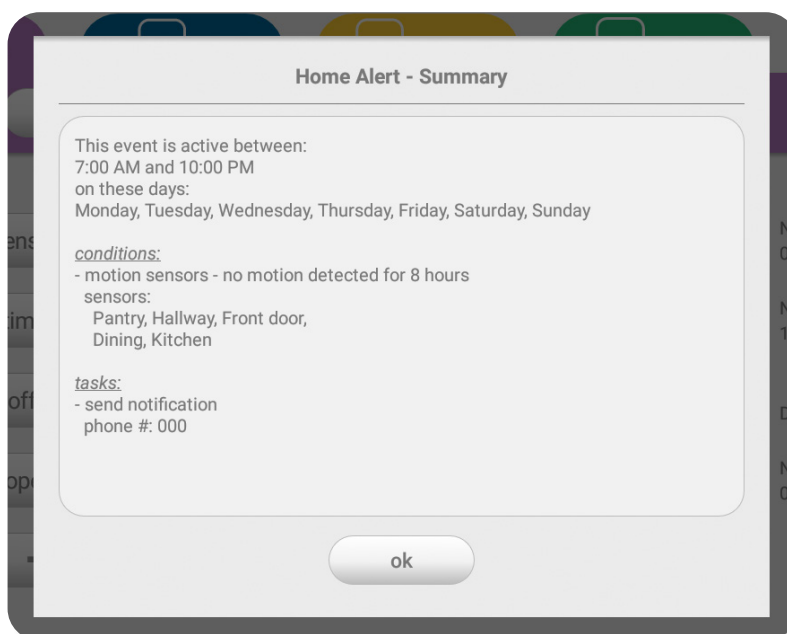 Home Alert - Summary
This event is active between:
7:00 AM and 10:00 PM
on these days:
Monday, Tuesday, Wednesday, Thursday, Friday, Saturday, Sunday
conditions:
- motion sensors - no motion detected for 8 hours
sensors:
Pantry, Hallway, Front door,
Dining, Kitchen
tasks:
- send notification
phone #: 000
ok